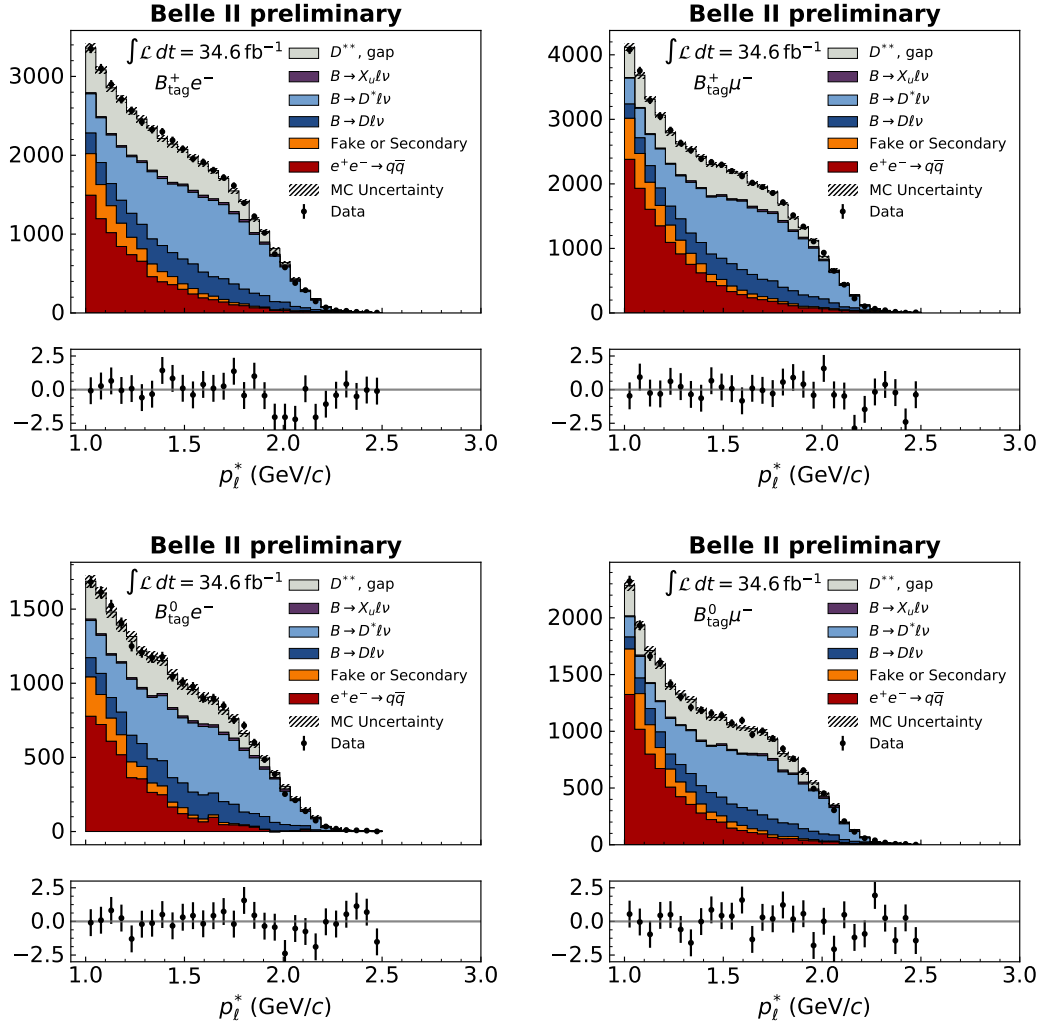 Belle II preliminary
∫ℒ dt = 34.6 fb⁻¹
B⁺tag e⁻
D**, gap
B → Xuℓν
B → D*ℓν
B → Dℓν
Fake or Secondary
e⁺e⁻ → qq̅
MC Uncertainty
Data
3000
2000
1000
0
2.5
0.0
−2.5
1.0 1.5 2.0 2.5 3.0
p*ℓ (GeV/c)
Belle II preliminary
∫ℒ dt = 34.6 fb⁻¹
B⁺tag μ⁻
D**, gap
B → Xuℓν
B → D*ℓν
B → Dℓν
Fake or Secondary
e⁺e⁻ → qq̅
MC Uncertainty
Data
4000
3000
2000
1000
0
2.5
0.0
−2.5
1.0 1.5 2.0 2.5 3.0
p*ℓ (GeV/c)
Belle II preliminary
∫ℒ dt = 34.6 fb⁻¹
B⁰tag e⁻
D**, gap
B → Xuℓν
B → D*ℓν
B → Dℓν
Fake or Secondary
e⁺e⁻ → qq̅
MC Uncertainty
Data
1500
1000
500
0
2.5
0.0
−2.5
1.0 1.5 2.0 2.5 3.0
p*ℓ (GeV/c)
Belle II preliminary
∫ℒ dt = 34.6 fb⁻¹
B⁰tag μ⁻
D**, gap
B → Xuℓν
B → D*ℓν
B → Dℓν
Fake or Secondary
e⁺e⁻ → qq̅
MC Uncertainty
Data
2000
1500
1000
500
0
2.5
0.0
−2.5
1.0 1.5 2.0 2.5 3.0
p*ℓ (GeV/c)